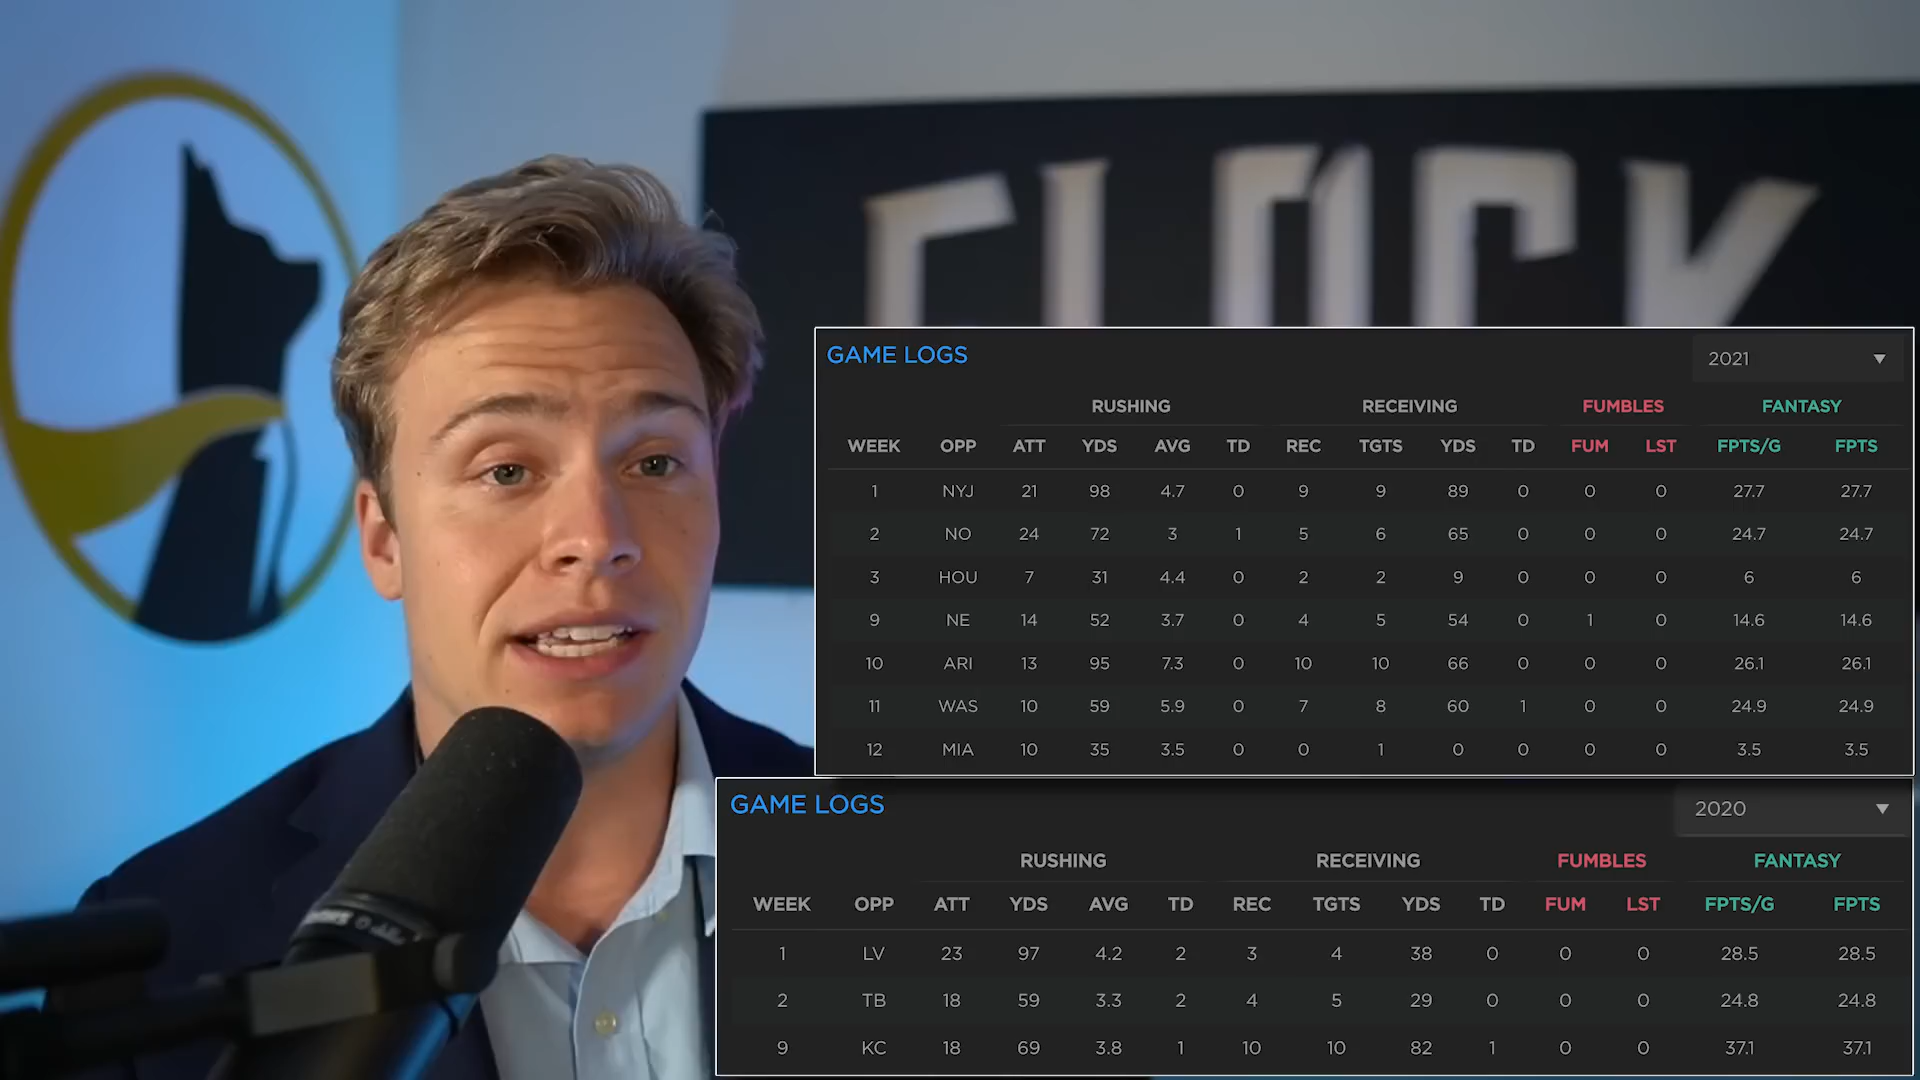 FLOCK
GAME LOGS 2021
RUSHING RECEIVING FUMBLES FANTASY
WEEK OPP ATT YDS AVG TD REC TGTS YDS TD FUM LST FPTS/G FPTS
1 NYJ 21 98 4.7 0 9 9 89 0 0 0 27.7 27.7
2 NO 24 72 3 1 5 6 65 0 0 0 24.7 24.7
3 HOU 7 31 4.4 0 2 2 9 0 0 0 6 6
9 NE 14 52 3.7 0 4 5 54 0 1 0 14.6 14.6
10 ARI 13 95 7.3 0 10 10 66 0 0 0 26.1 26.1
11 WAS 10 59 5.9 0 7 8 60 1 0 0 24.9 24.9
12 MIA 10 35 3.5 0 0 1 0 0 0 0 3.5 3.5
GAME LOGS 2020
RUSHING RECEIVING FUMBLES FANTASY
WEEK OPP ATT YDS AVG TD REC TGTS YDS TD FUM LST FPTS/G FPTS
1 LV 23 97 4.2 2 3 4 38 0 0 0 28.5 28.5
2 TB 18 59 3.3 2 4 5 29 0 0 0 24.8 24.8
9 KC 18 69 3.8 1 10 10 82 1 0 0 37.1 37.1